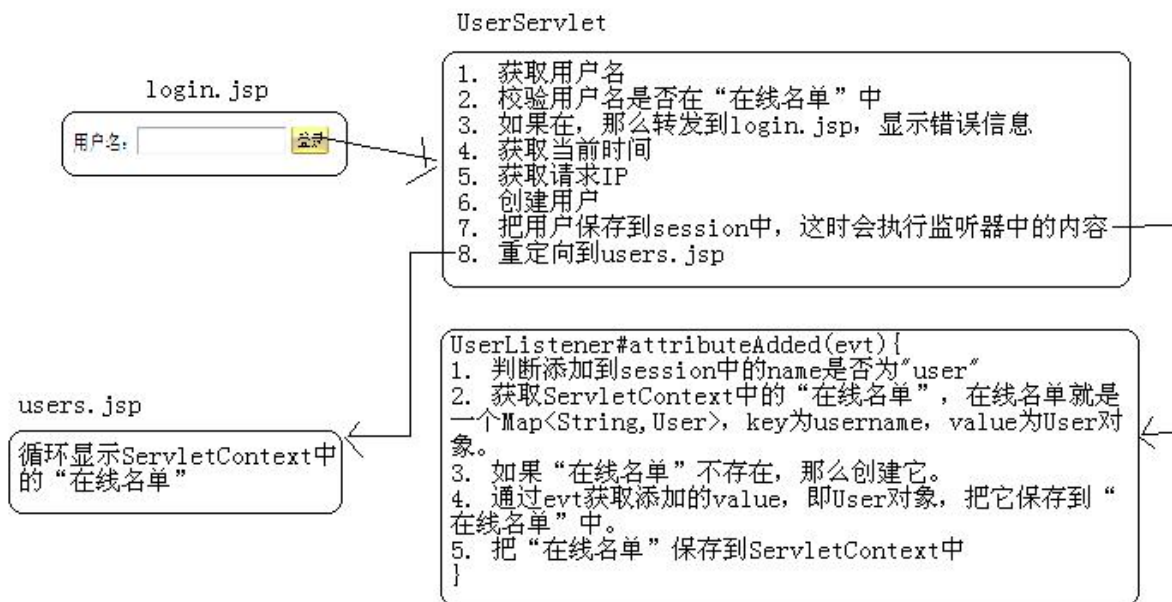 UserServlet
login.jsp
用户名：
登录
1. 获取用户名
2. 校验用户名是否在“在线名单”中
3. 如果在，那么转发到login.jsp，显示错误信息
4. 获取当前时间
5. 获取请求IP
6. 创建用户
7. 把用户保存到session中，这时会执行监听器中的内容
8. 重定向到users.jsp
UserListener#attributeAdded(evt){
1. 判断添加到session中的name是否为"user"
2. 获取ServletContext中的“在线名单”，在线名单就是
一个Map<String,User>，key为username，value为User对
象。
3. 如果“在线名单”不存在，那么创建它。
4. 通过evt获取添加的value，即User对象，把它保存到“
在线名单”中。
5. 把“在线名单”保存到ServletContext中
}
users.jsp
循环显示ServletContext中
的“在线名单”